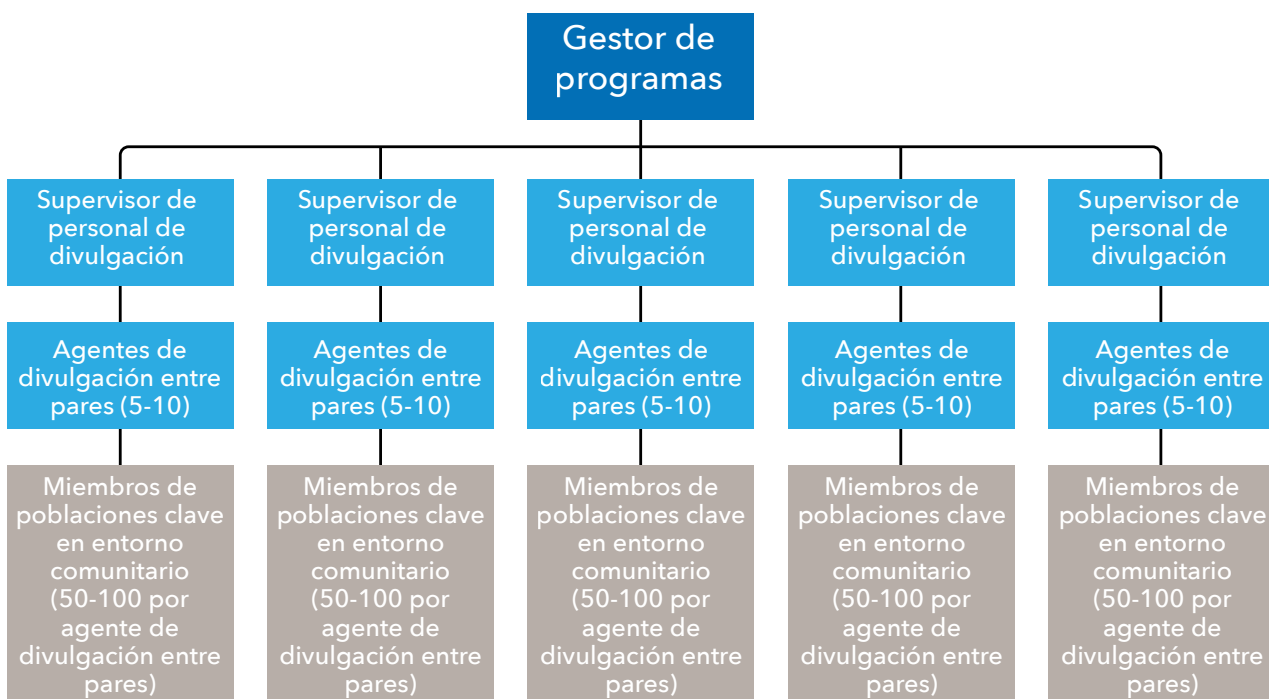 Gestor de
programas
Supervisor de
personal de
divulgación
Supervisor de
personal de
divulgación
Supervisor de
personal de
divulgación
Supervisor de
personal de
divulgación
Supervisor de
personal de
divulgación
Agentes de
divulgación entre
pares (5-10)
Agentes de
divulgación entre
pares (5-10)
Agentes de
divulgación entre
pares (5-10)
Agentes de
divulgación entre
pares (5-10)
Agentes de
divulgación entre
pares (5-10)
Miembros de
poblaciones clave
en entorno
comunitario
(50-100 por
agente de
divulgación entre
pares)
Miembros de
poblaciones clave
en entorno
comunitario
(50-100 por
agente de
divulgación entre
pares)
Miembros de
poblaciones clave
en entorno
comunitario
(50-100 por
agente de
divulgación entre
pares)
Miembros de
poblaciones clave
en entorno
comunitario
(50-100 por
agente de
divulgación entre
pares)
Miembros de
poblaciones clave
en entorno
comunitario
(50-100 por
agente de
divulgación entre
pares)